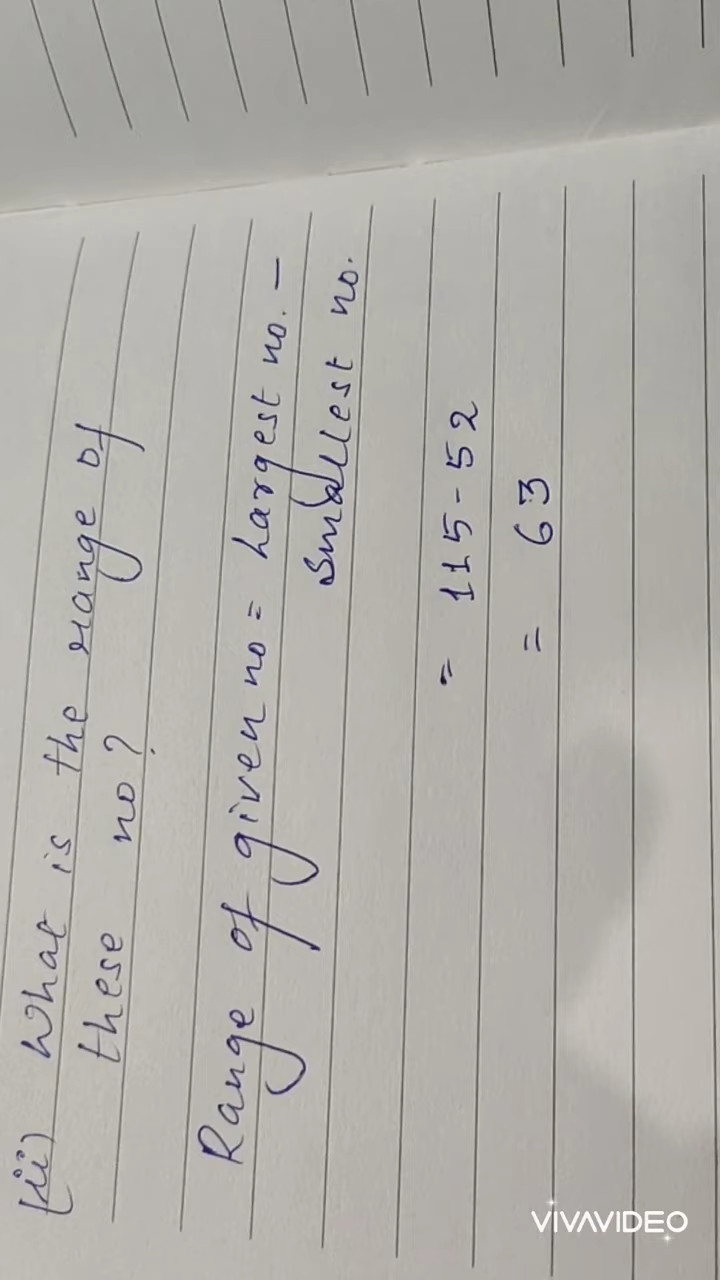 (ii) What is the range of
these no?
Range of given no = Largest no. -
Smallest no.
= 115-52
= 63
VIVAVIDEO